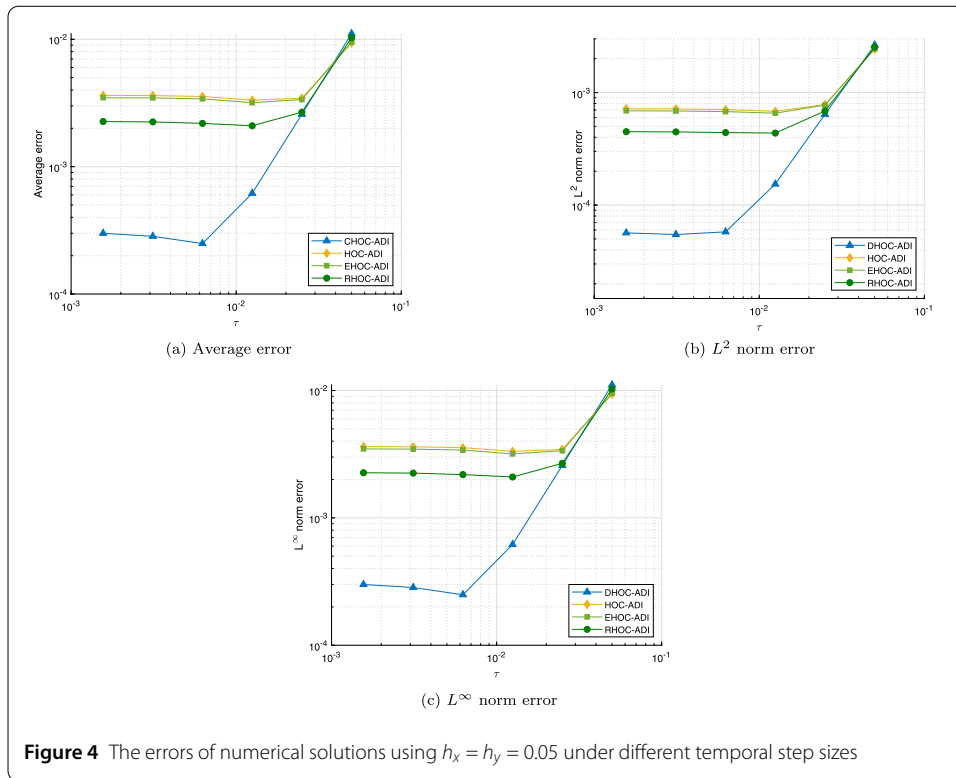 10⁻²
10⁻³
10⁻⁴
Average error
10⁻³
10⁻²
10⁻¹
τ
CHOC-ADI
HOC-ADI
EHOC-ADI
RHOC-ADI
(a) Average error
10⁻³
10⁻⁴
L² norm error
10⁻³
10⁻²
10⁻¹
τ
DHOC-ADI
HOC-ADI
EHOC-ADI
RHOC-ADI
(b) L² norm error
10⁻²
10⁻³
10⁻⁴
L∞ norm error
10⁻³
10⁻²
10⁻¹
τ
DHOC-ADI
HOC-ADI
EHOC-ADI
RHOC-ADI
(c) L∞ norm error
Figure 4 The errors of numerical solutions using hₓ = h_y = 0.05 under different temporal step sizes